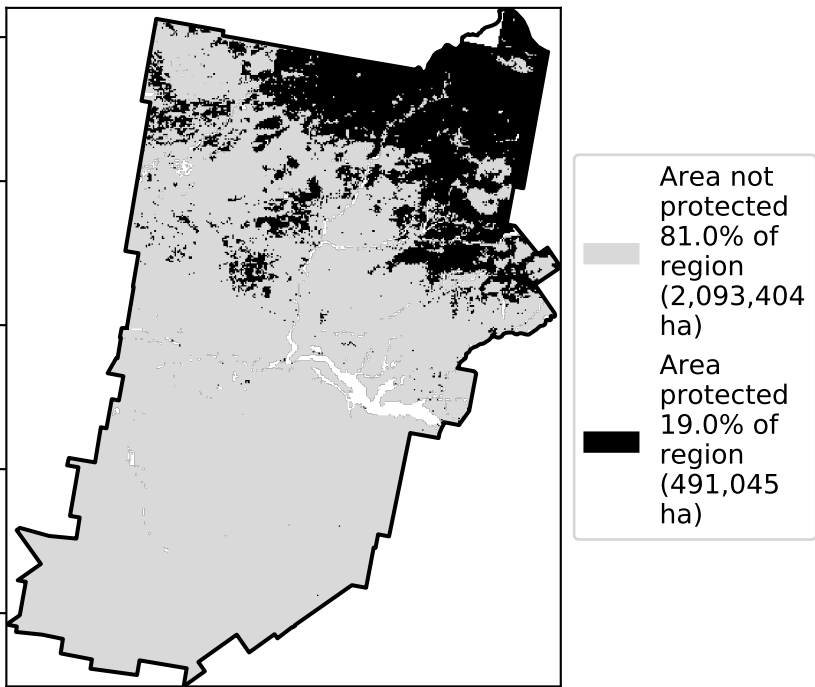 Area not
protected
81.0% of
region
(2,093,404
ha)
Area
protected
19.0% of
region
(491,045
ha)